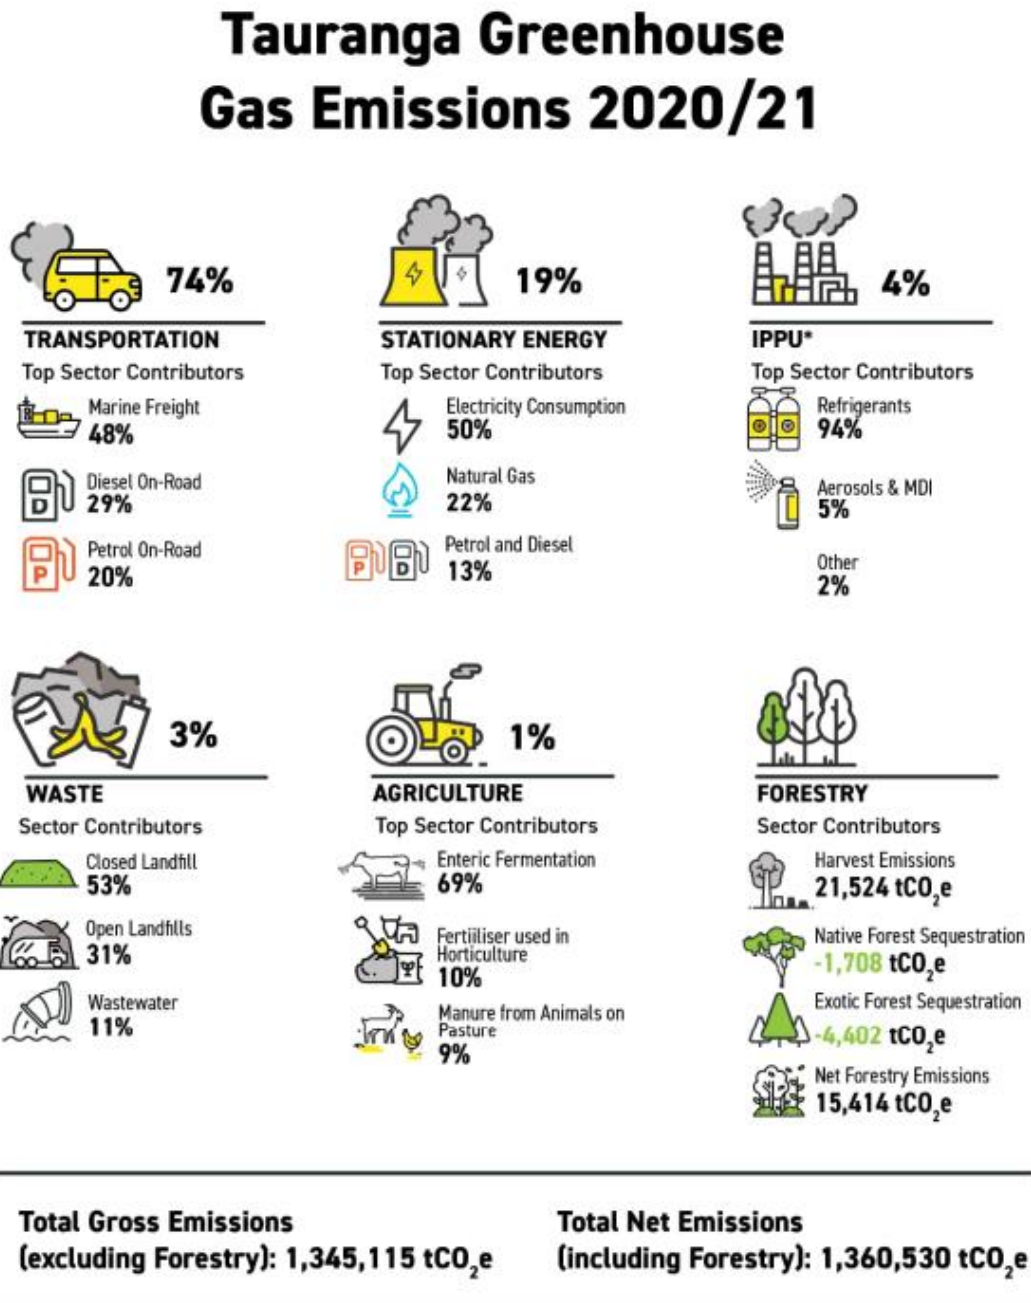 Tauranga Greenhouse
Gas Emissions 2020/21
74%
TRANSPORTATION
Top Sector Contributors
Marine Freight
48%
Diesel On-Road
D
29%
Petrol On-Road
P
20%
19%
STATIONARY ENERGY
Top Sector Contributors
Electricity Consumption
50%
Natural Gas
22%
Petrol and Diesel
P D
13%
4%
IPPU*
Top Sector Contributors
Refrigerants
94%
Aerosols & MDI
5%
Other
2%
3%
WASTE
Sector Contributors
Closed Landfill
53%
Open Landfills
31%
Wastewater
11%
1%
AGRICULTURE
Top Sector Contributors
Enteric Fermentation
69%
Fertiiliser used in
Horticulture
10%
Manure from Animals on
Pasture
9%
FORESTRY
Sector Contributors
Harvest Emissions
21,524 tCO₂e
Native Forest Sequestration
-1,708 tCO₂e
Exotic Forest Sequestration
-4,402 tCO₂e
Net Forestry Emissions
15,414 tCO₂e
Total Gross Emissions
(excluding Forestry): 1,345,115 tCO₂e
Total Net Emissions
(including Forestry): 1,360,530 tCO₂e